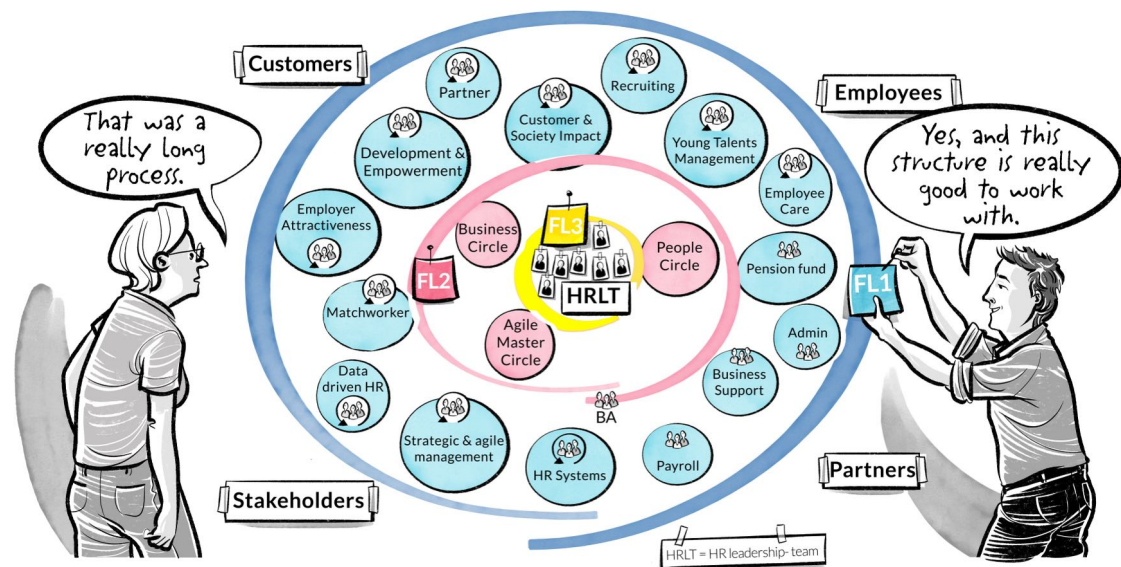 Customers
Employees
Stakeholders
Partners
That was a
really long
process.
Yes, and this
structure is really
good to work
with.
Partner
Recruiting
Customer &
Society Impact
Development &
Empowerment
Young Talents
Management
Employee
Care
Employer
Attractiveness
Business
Circle
FL3
People
Circle
Pension fund
FL1
FL2
HRLT
Matchworker
Agile
Master
Circle
Admin
Business
Support
Data
driven HR
BA
Strategic & agile
management
HR Systems
Payroll
HRLT = HR leadership- team